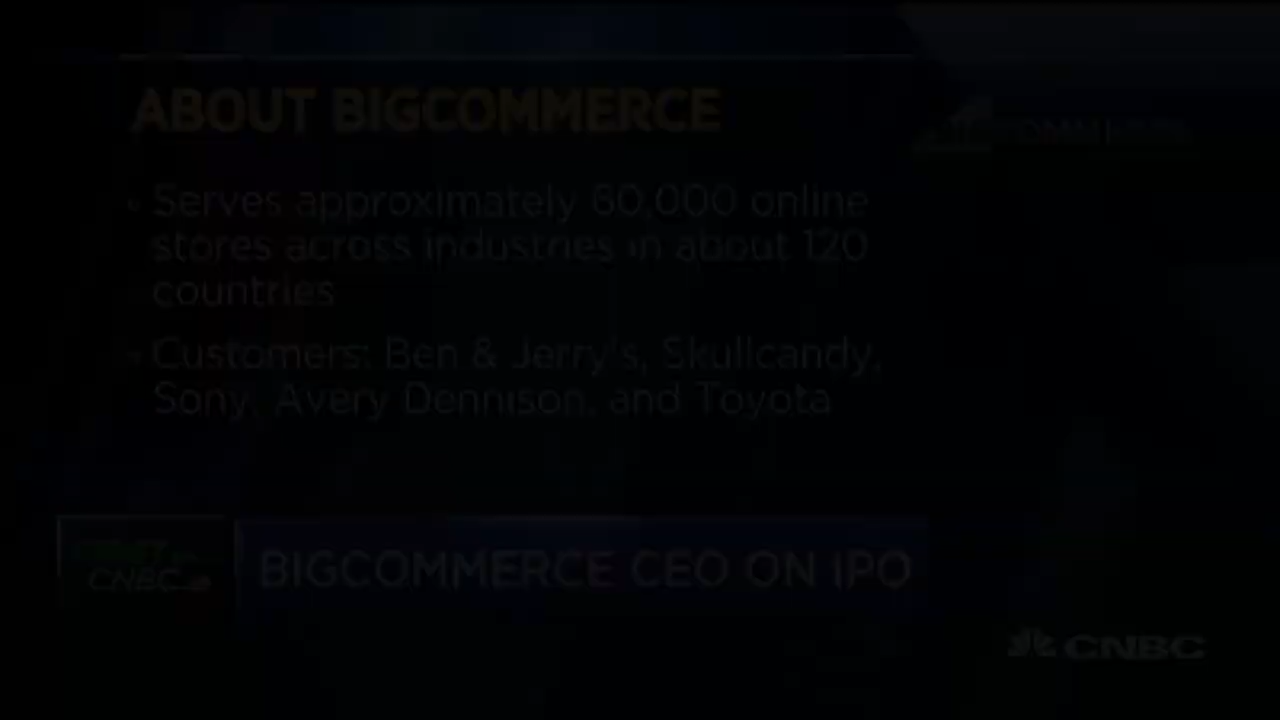 ABOUT BIGCOMMERCE
Serves approximately 60,000 online
stores across industries in about 120
countries
Customers: Ben & Jerry's, Skullcandy,
Sony, Avery Dennison, and Toyota
CNBC
BIGCOMMERCE CEO ON IPO
CNBC